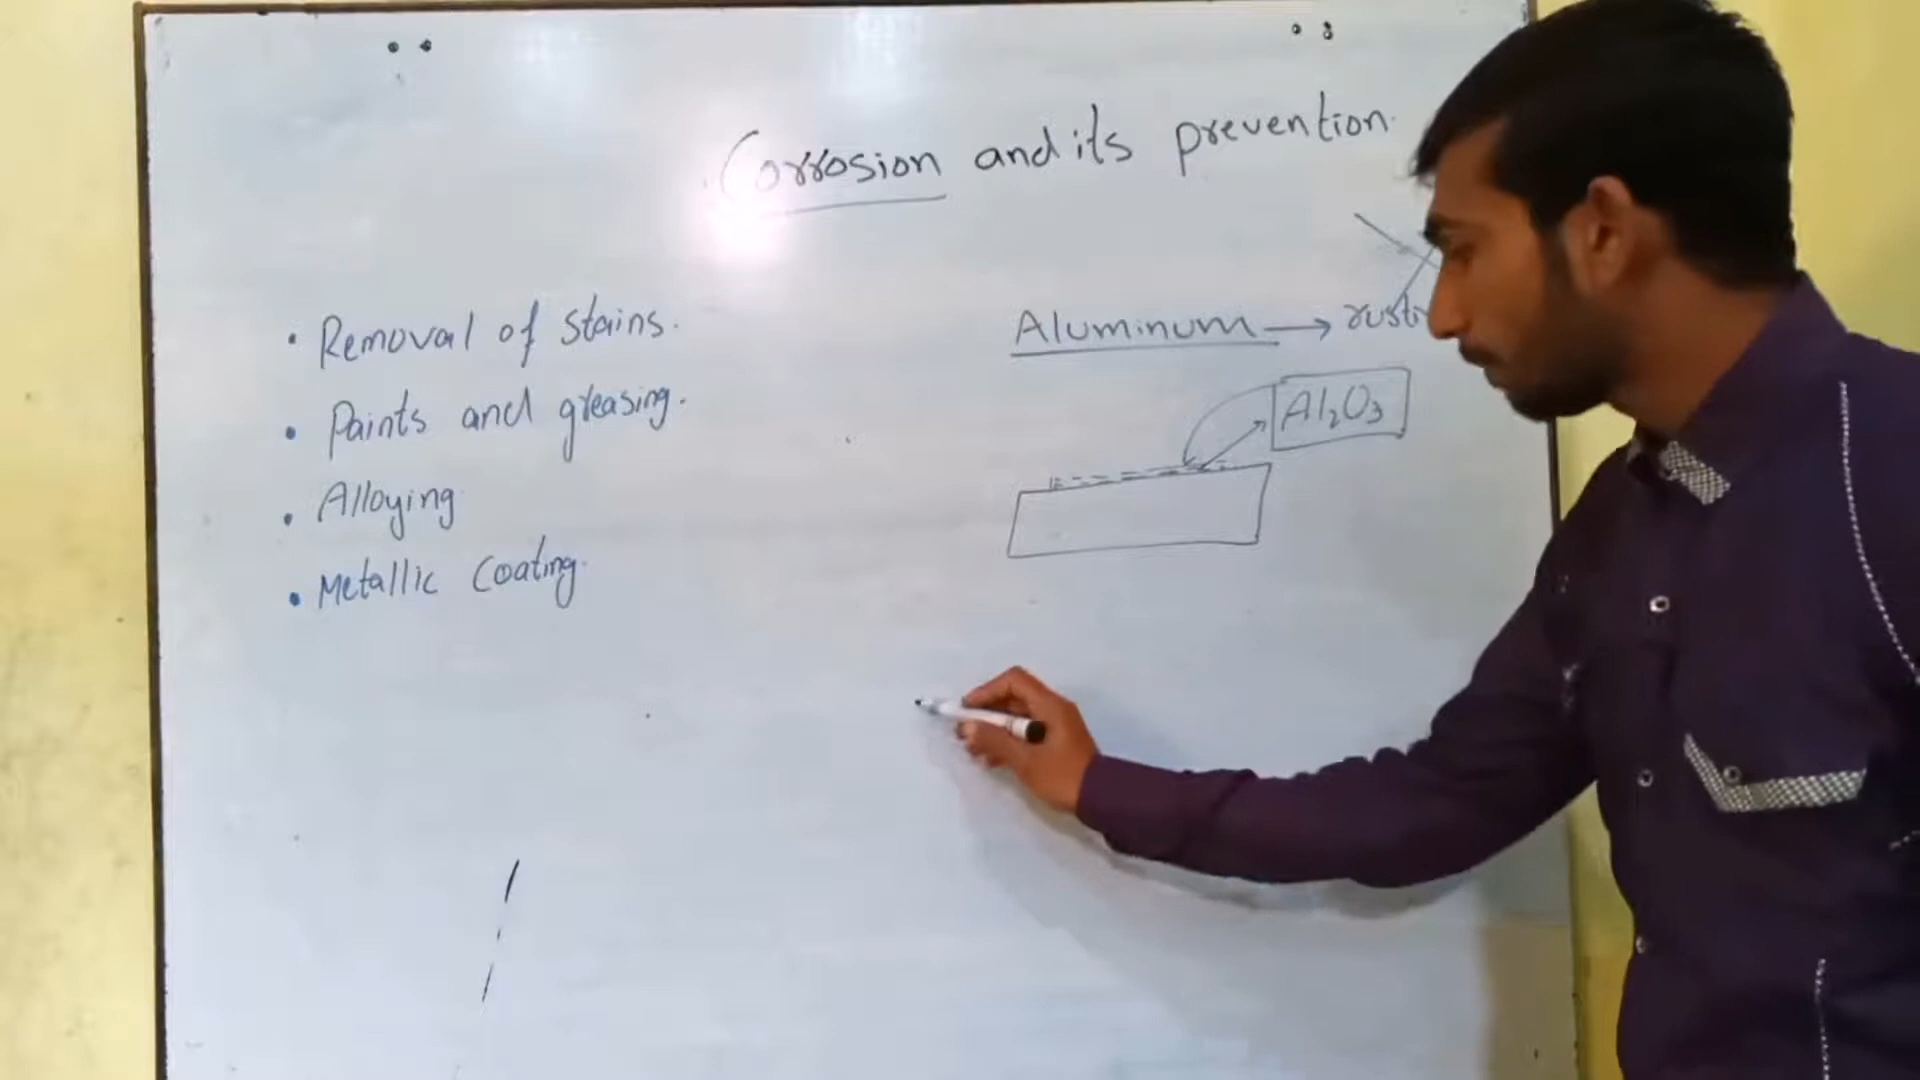 Corrosion and its prevention.
• Removal of stains.
• Paints and greasing.
• Alloying
• Metallic Coating.
Aluminum →
Al₂O₃